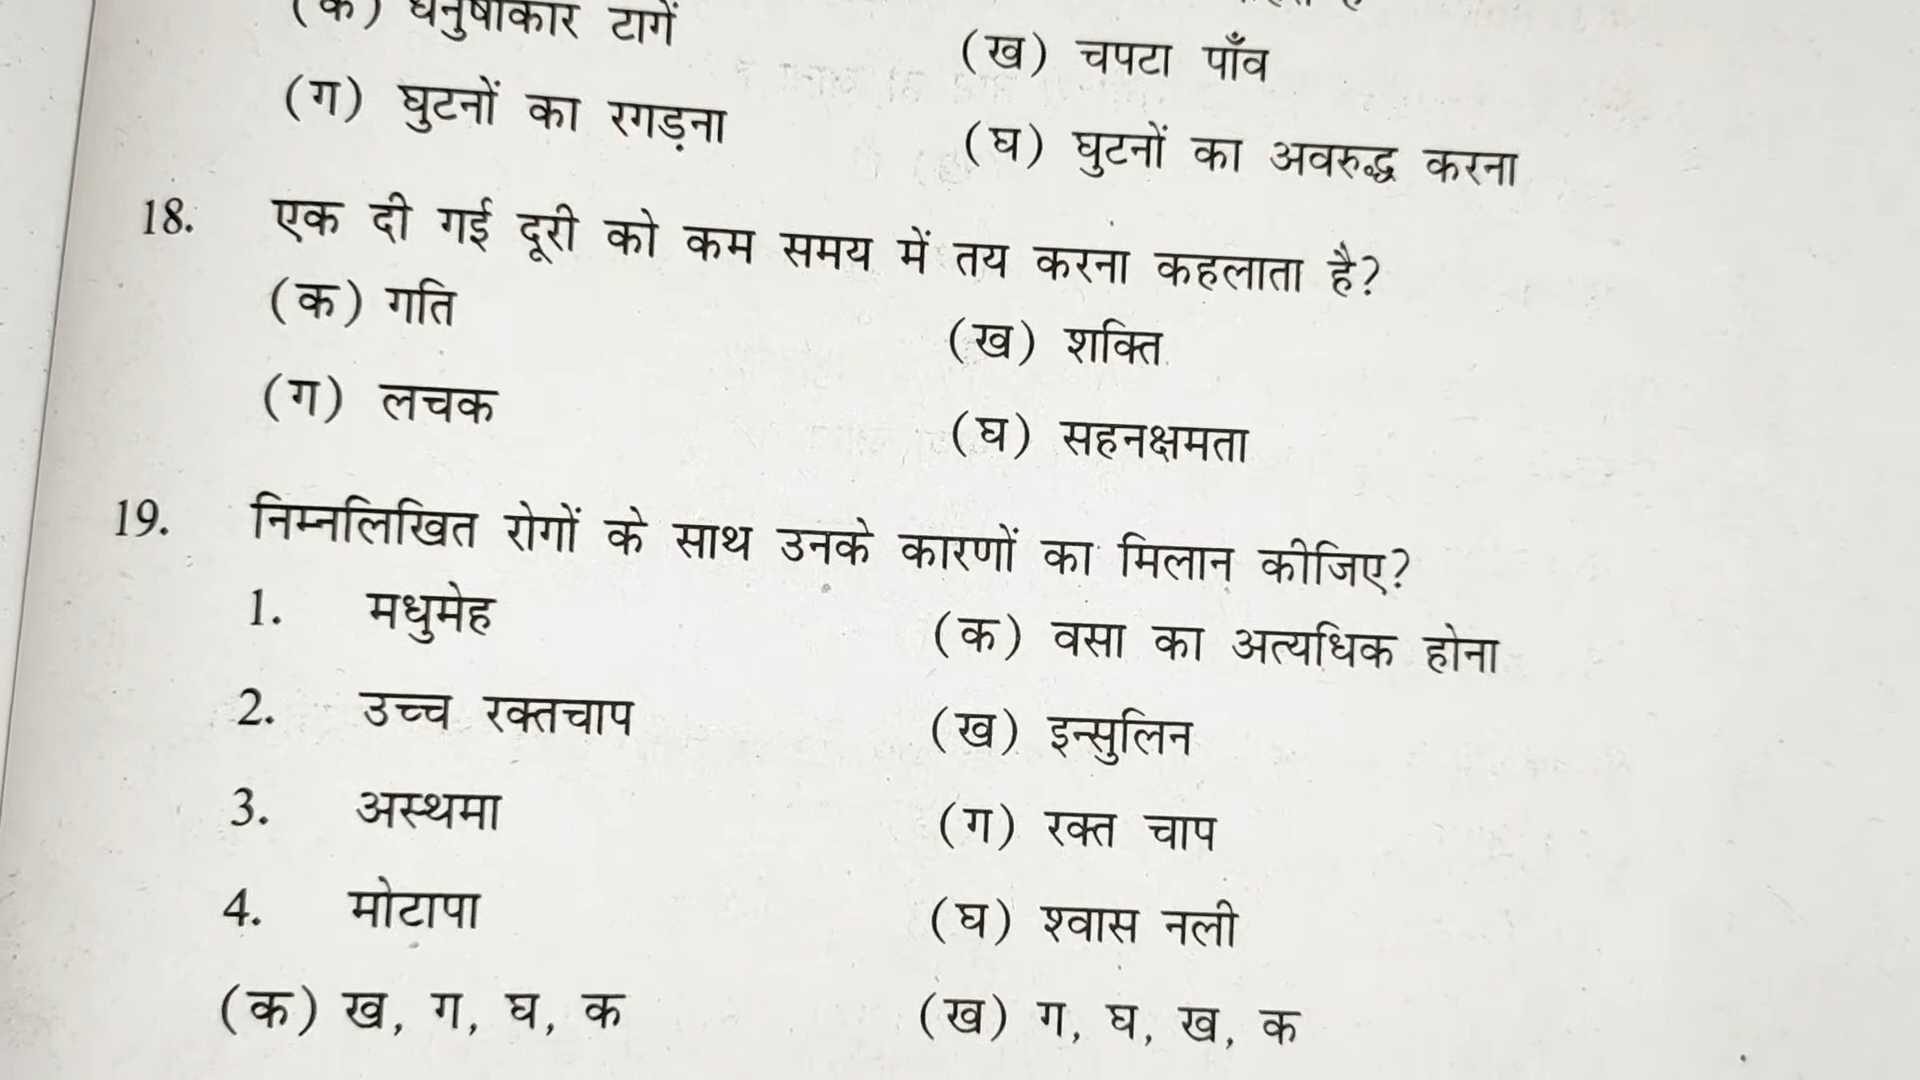 (क) धनुषाकार टागें
(ख) चपटा पाँव
(ग) घुटनों का रगड़ना
(घ) घुटनों का अवरुद्ध करना
18. एक दी गई दूरी को कम समय में तय करना कहलाता है?
(क) गति
(ख) शक्ति
(ग) लचक
(घ) सहनक्षमता
19. निम्नलिखित रोगों के साथ उनके कारणों का मिलान कीजिए?
1. मधुमेह
(क) वसा का अत्यधिक होना
2. उच्च रक्तचाप
(ख) इन्सुलिन
3. अस्थमा
(ग) रक्त चाप
4. मोटापा
(घ) श्वास नली
(क) ख, ग, घ, क
(ख) ग, घ, ख, क